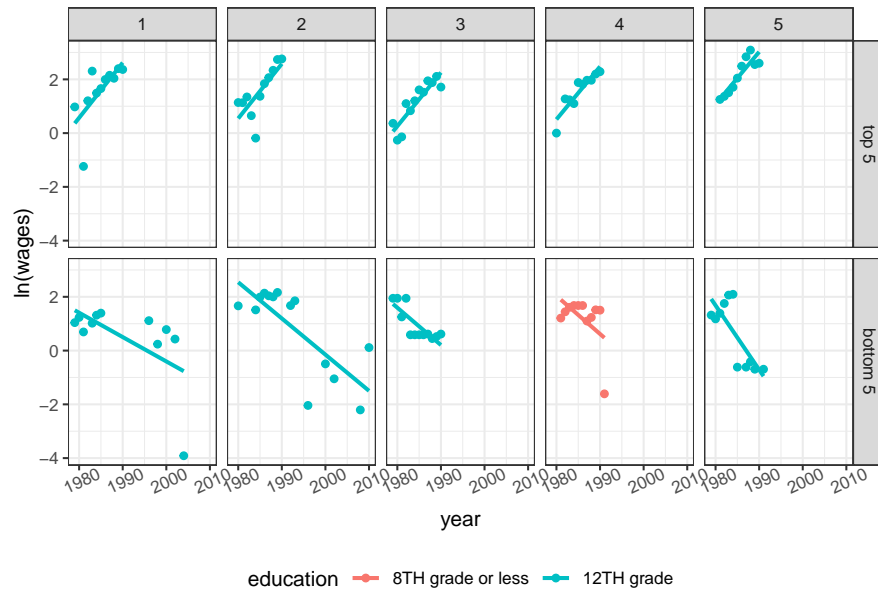 1 2 3 4 5
2
0
−2
−4
top 5
ln(wages)
2
0
−2
−4
bottom 5
1980 1990 2000 2010 1980 1990 2000 2010 1980 1990 2000 2010 1980 1990 2000 2010 1980 1990 2000 2010
year
education 8TH grade or less 12TH grade